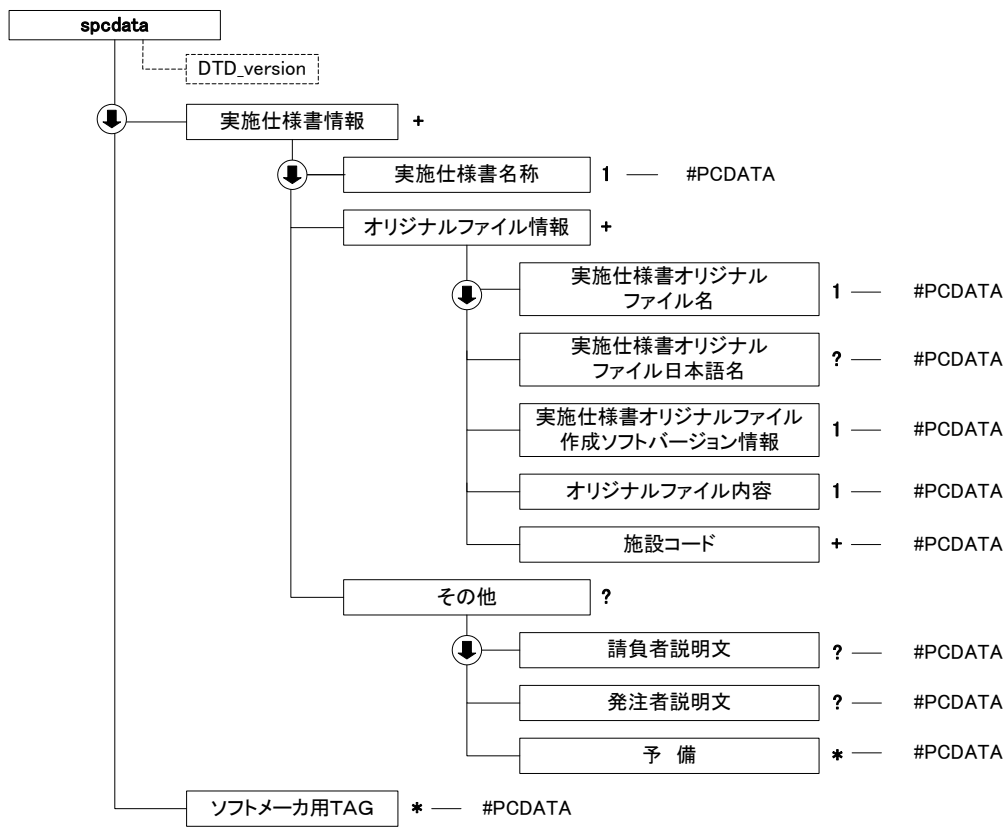 spcdata
DTD_version
実施仕様書情報 +
実施仕様書名称 1 #PCDATA
オリジナルファイル情報 +
実施仕様書オリジナル
ファイル名 1 #PCDATA
実施仕様書オリジナル
ファイル日本語名 ? #PCDATA
実施仕様書オリジナルファイル
作成ソフトバージョン情報 1 #PCDATA
オリジナルファイル内容 1 #PCDATA
施設コード + #PCDATA
その他 ?
請負者説明文 ? #PCDATA
発注者説明文 ? #PCDATA
予 備 * #PCDATA
ソフトメーカ用TAG * #PCDATA